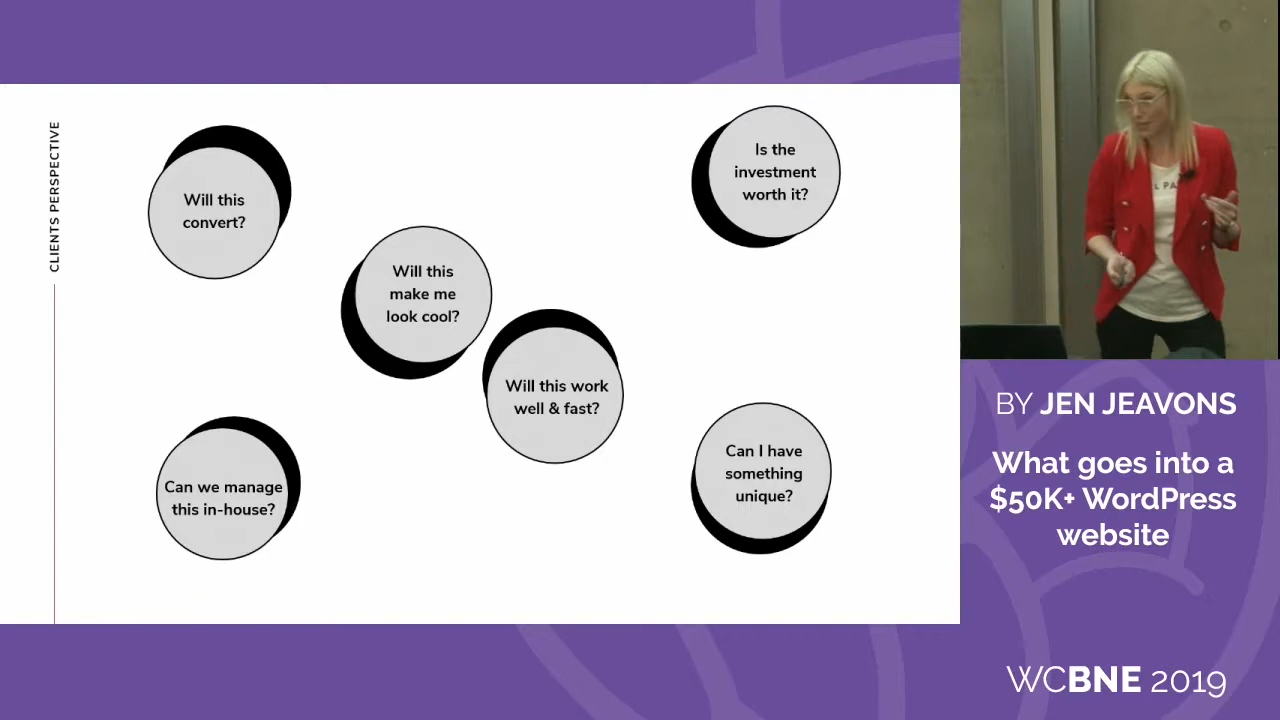 CLIENTS PERSPECTIVE
Will this
convert?
Is the
investment
worth it?
Will this
make me
look cool?
Will this work
well & fast?
Can we manage
this in-house?
Can I have
something
unique?
L PA
BY JEN JEAVONS
What goes into a
$50K+ WordPress
website
WCBNE 2019